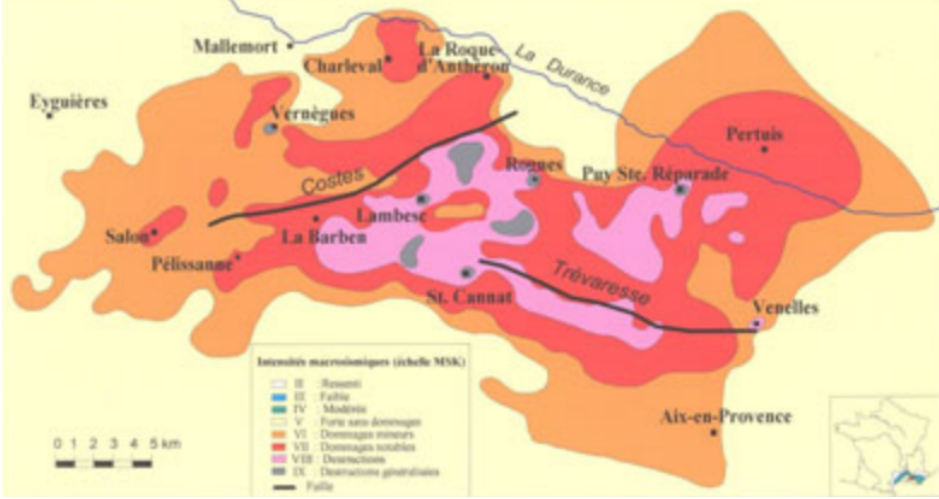 Mallemort
Charleval
La Roque-
d'Anthéron
La Durance
Eyguières
Vernègues
Pertuis
Rognes
Puy Ste. Réparade
Costes
Lambesc
Salon
La Barben
Pélissanne
St. Cannat
Trévaresse
Venelles
Aix-en-Provence
Intensités macrosismiques (échelle MSK)
II : Ressenti
III : Faible
IV : Modérée
V : Forte sans dommages
VI : Dommages mineurs
VII : Dommages notables
VIII : Destructions
IX : Destructions généralisées
Faille
0 1 2 3 4 5 km